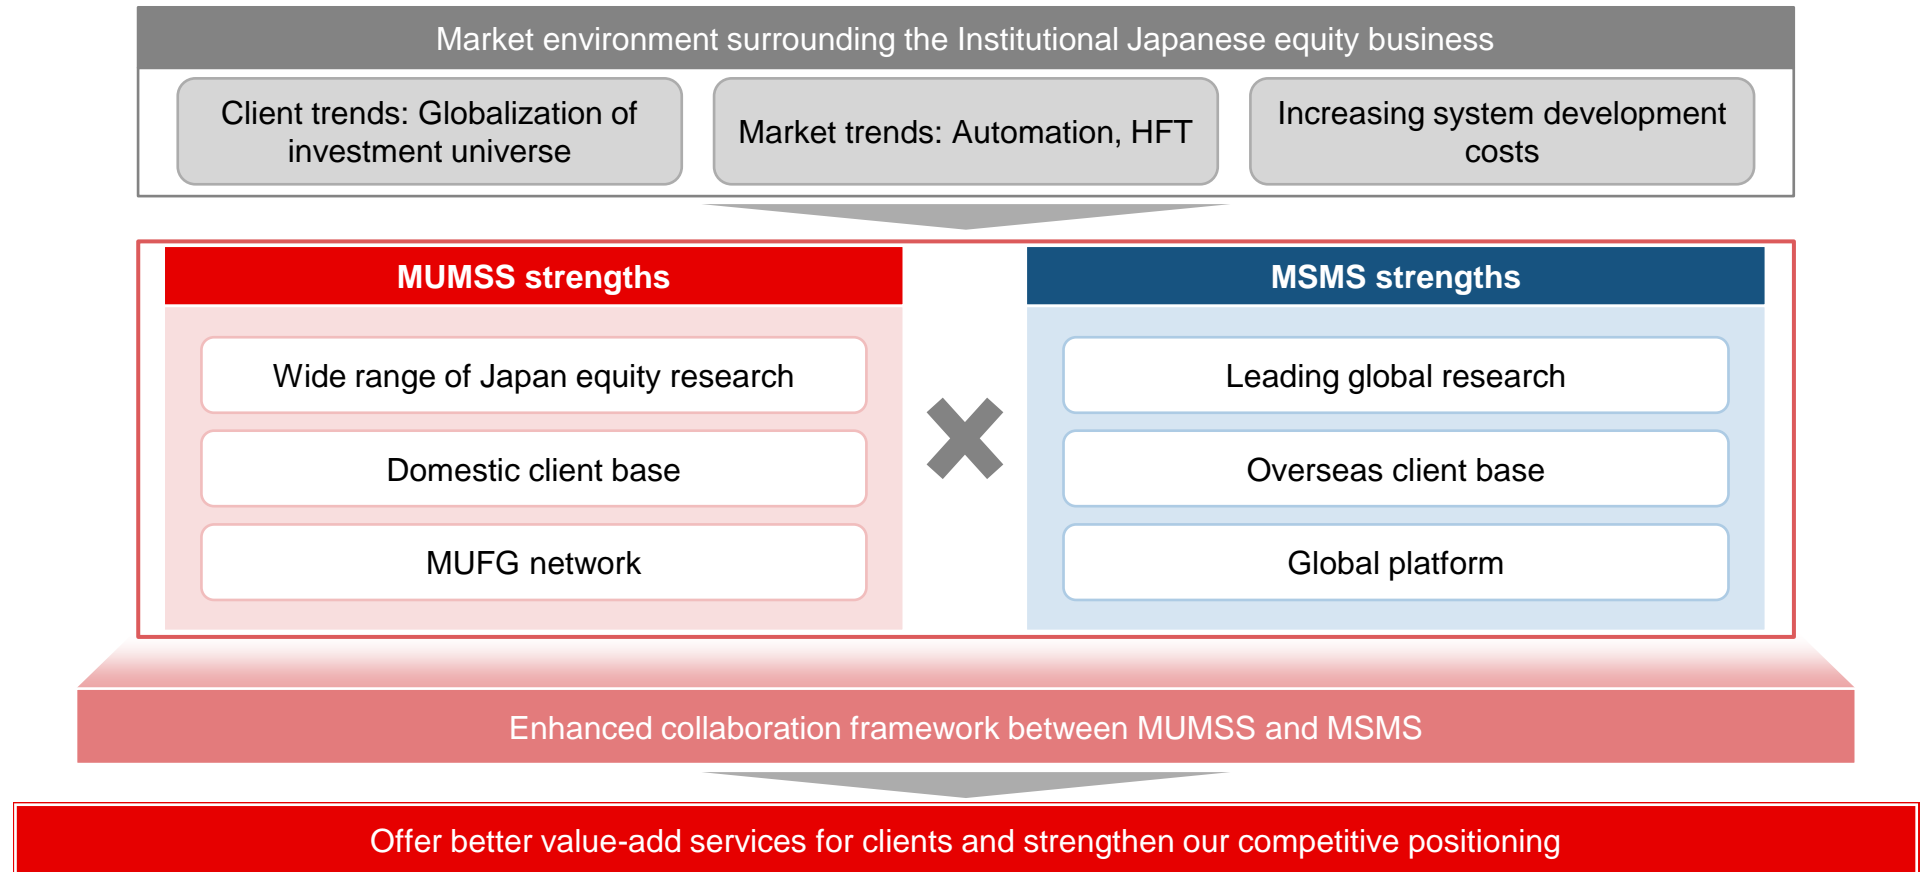 Market environment surrounding the Institutional Japanese equity business
Client trends: Globalization of
investment universe
Market trends: Automation, HFT
Increasing system development
costs
MUMSS strengths
Wide range of Japan equity research
Domestic client base
MUFG network
MSMS strengths
Leading global research
Overseas client base
Global platform
Enhanced collaboration framework between MUMSS and MSMS
Offer better value-add services for clients and strengthen our competitive positioning